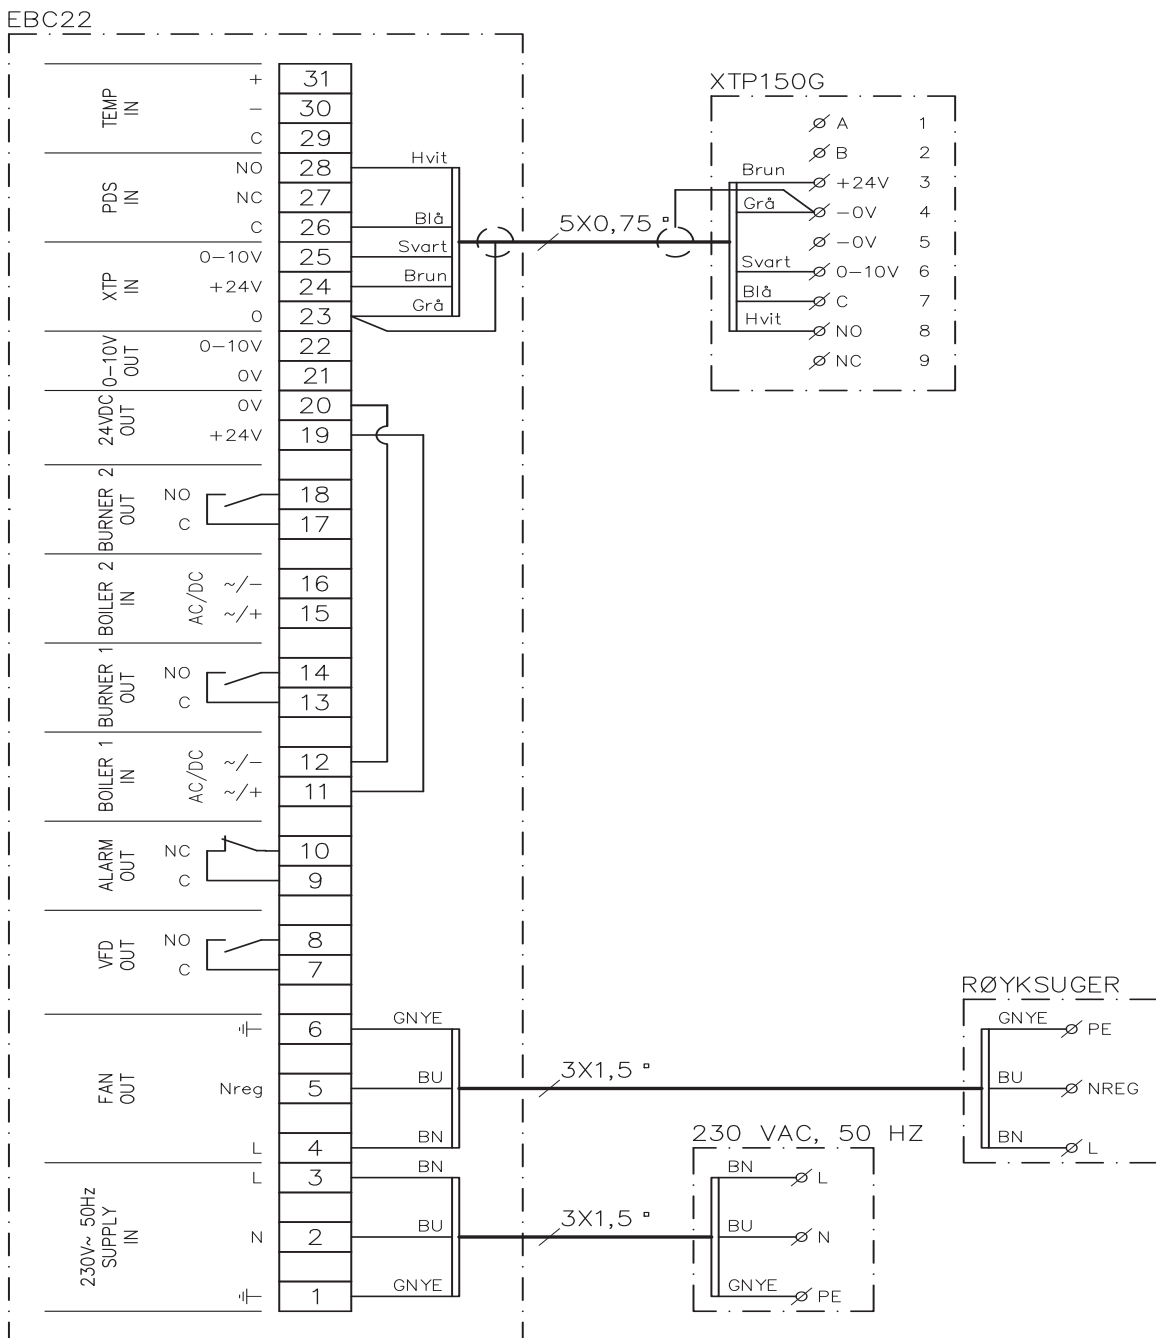 EBC22
TEMP
IN
+ 31
- 30
C 29
PDS
IN
NO 28 Hvit
NC 27
C 26 Blå
XTP
IN
0-10V 25 Svart
+24V 24 Brun
0 23 Grå
0-10V
OUT
0-10V 22
0V 21
24VDC
OUT
0V 20
+24V 19
BURNER 2
OUT
NO 18
C 17
BOILER 2
IN
AC/DC
~/- 16
~/+ 15
BURNER 1
OUT
NO 14
C 13
BOILER 1
IN
AC/DC
~/- 12
~/+ 11
ALARM
OUT
NC 10
C 9
VFD
OUT
NO 8
C 7
FAN
OUT
6 GNYE
Nreg 5 BU
L 4 BN
230V~ 50Hz
SUPPLY
IN
L 3 BN
N 2 BU
1 GNYE
5X0,75 ▫
XTP150G
A 1
B 2
Brun +24V 3
Grå -0V 4
-0V 5
Svart 0-10V 6
Blå C 7
Hvit NO 8
NC 9
3X1,5 ▫
RØYKSUGER
GNYE PE
BU NREG
BN L
3X1,5 ▫
230 VAC, 50 HZ
BN L
BU N
GNYE PE